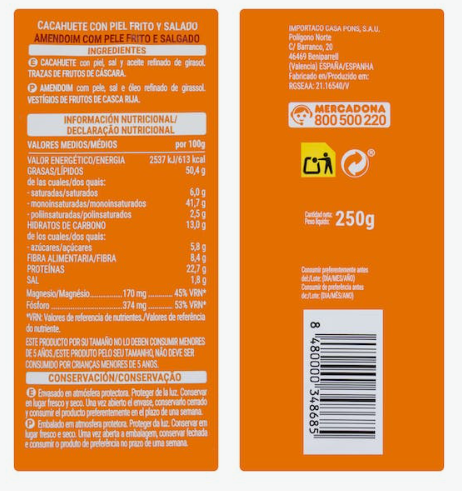 CACAHUETE CON PIEL FRITO Y SALADO
AMENDOIM COM PELE FRITO E SALGADO
INGREDIENTES
E CACAHUETE con piel, sal y aceite refinado de girasol.
TRAZAS DE FRUTOS DE CÁSCARA.
P AMENDOIM com pele, sal e óleo refinado de girassol.
VESTÍGIOS DE FRUTOS DE CASCA RIJA.
INFORMACIÓN NUTRICIONAL/
DECLARAÇÃO NUTRICIONAL
VALORES MEDIOS/MÉDIOS por 100g
VALOR ENERGÉTICO/ENERGIA 2537 kJ/613 kcal
GRASAS/LÍPIDOS 50,4 g
de las cuales/dos quais:
- saturadas/saturados 6,0 g
- monoinsaturadas/monoinsaturados 41,7 g
- poliinsaturadas/polinsaturados 2,5 g
HIDRATOS DE CARBONO 13,0 g
de los cuales/dos quais:
- azúcares/açúcares 5,8 g
FIBRA ALIMENTARIA/FIBRA 8,4 g
PROTEÍNAS 22,7 g
SAL 1,8 g
Magnesio/Magnésio..............170 mg........... 45% VRN*
Fósforo..............................374 mg........... 53% VRN*
*VRN: Valores de referencia de nutrientes./Valores de referência
do nutriente.
ESTE PRODUCTO POR SU TAMAÑO NO LO DEBEN CONSUMIR MENORES
DE 5 AÑOS./ESTE PRODUTO PELO SEU TAMANHO, NÃO DEVE SER
CONSUMIDO POR CRIANÇAS MENORES DE 5 ANOS.
CONSERVACIÓN/CONSERVAÇÃO
E Envasado en atmósfera protectora. Proteger de la luz. Conservar
en lugar fresco y seco. Una vez abierto el envase, conservarlo cerrado
y consumir el producto preferentemente en el plazo de una semana.
P Embalado em atmosfera protetora. Proteger da luz. Conservar em
lugar fresco e seco. Uma vez aberta a embalagem, conservar fechada
e consumir o produto de preferência no prazo de uma semana.
IMPORTACO CASA PONS, S.A.U.
Polígono Norte
C/ Barranco, 20
46469 Beniparrell
(Valencia) ESPAÑA/ESPANHA
Fabricado en/Produzido em:
RGSEAA: 21.16540/V
MERCADONA
800 500 220
Cantidad neta:
Peso líquido: 250g
Consumir preferentemente antes
del/Lote: (DÍA/MES/AÑO)
Consumir de preferência antes
de/Lote: (DIA/MÊS/ANO)
8 480000 348685